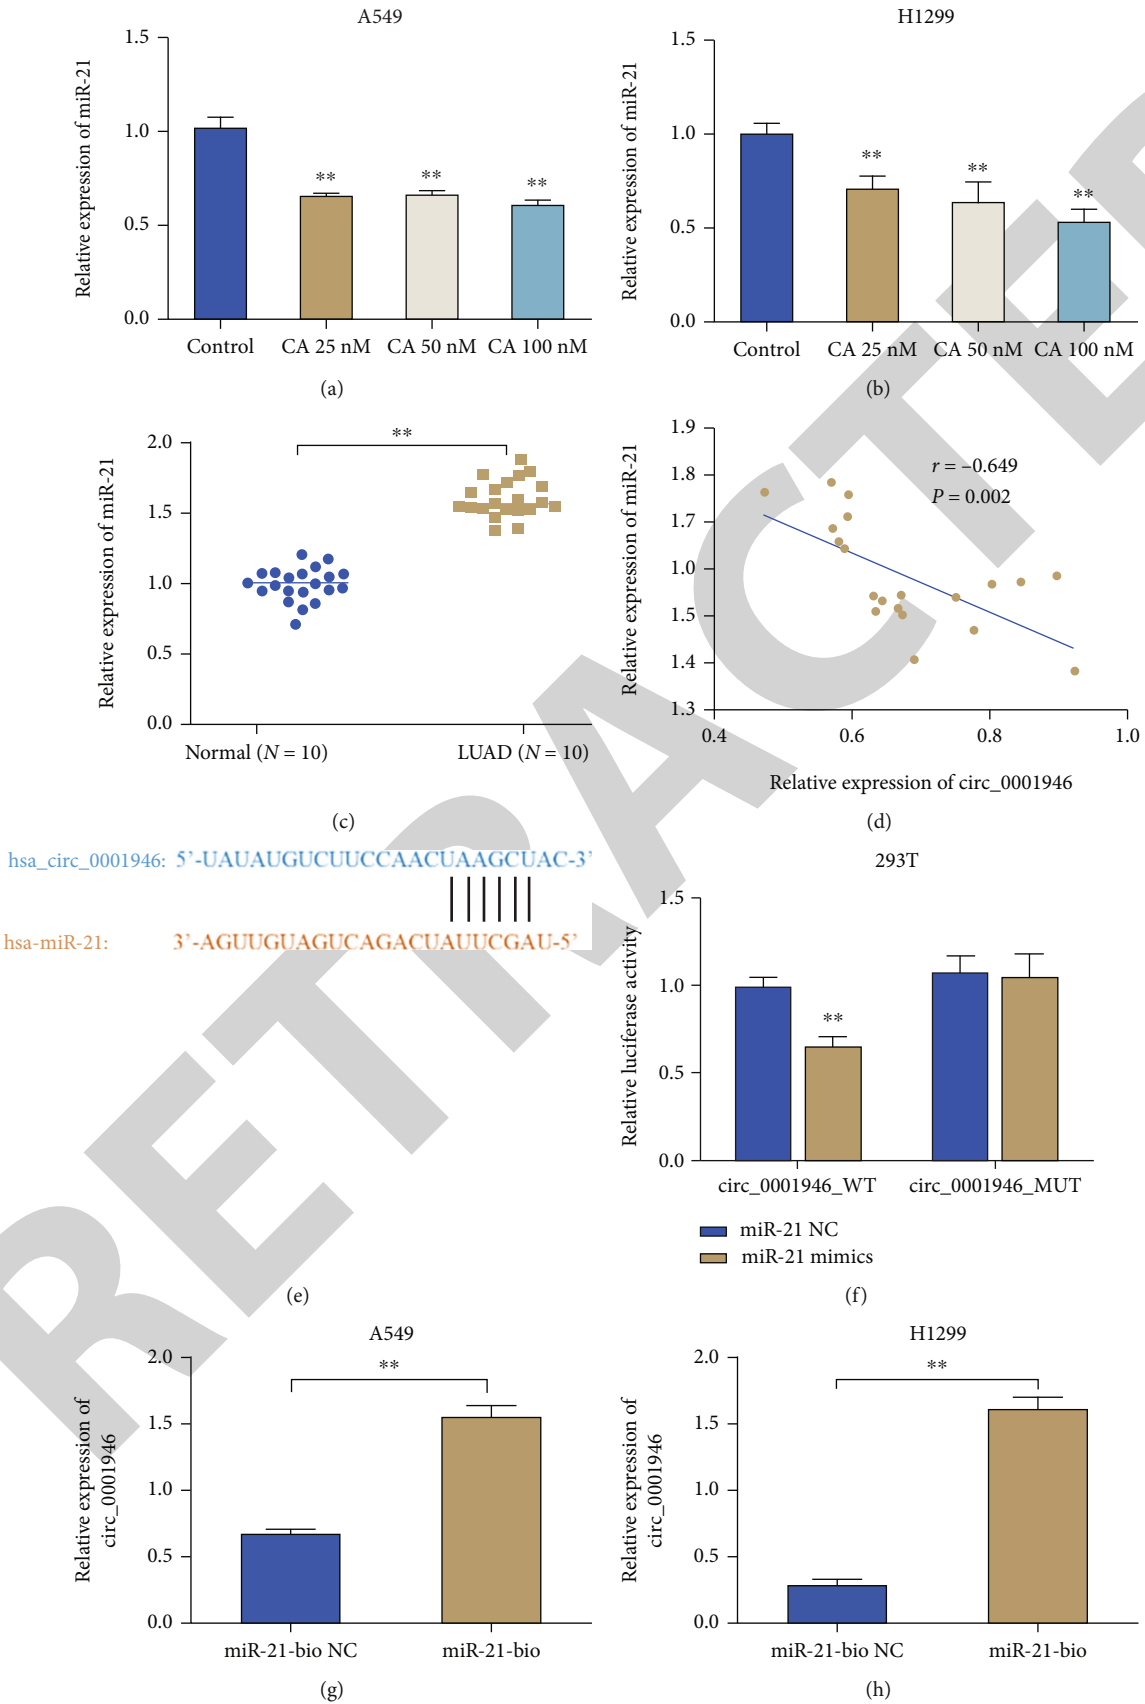 A549
Relative expression of miR-21
1.5
1.0
0.5
0.0
**
**
**
Control
CA 25 nM
CA 50 nM
CA 100 nM
(a)
H1299
Relative expression of miR-21
1.5
1.0
0.5
0.0
**
**
**
Control
CA 25 nM
CA 50 nM
CA 100 nM
(b)
Relative expression of miR-21
2.0
1.5
1.0
0.5
0.0
**
Normal (N = 10)
LUAD (N = 10)
(c)
Relative expression of miR-21
1.9
1.8
1.7
1.0
1.5
1.4
1.3
r = –0.649
P = 0.002
0.4
0.6
0.8
1.0
Relative expression of circ_0001946
(d)
hsa_circ_0001946: 5’-UAUAUGUCUUCCAACUAAGCUAC-3’
hsa-miR-21: 3’-AGUUGUAGUCAGACUAUUCGAU-5’
(e)
293T
Relative luciferase activity
1.5
1.0
0.5
0.0
**
circ_0001946_WT
circ_0001946_MUT
miR-21 NC
miR-21 mimics
(f)
A549
Relative expression of
circ_0001946
2.0
1.5
1.0
0.5
0.0
**
miR-21-bio NC
miR-21-bio
(g)
H1299
Relative expression of
circ_0001946
2.0
1.5
1.0
0.5
0.0
**
miR-21-bio NC
miR-21-bio
(h)
RETRACTED